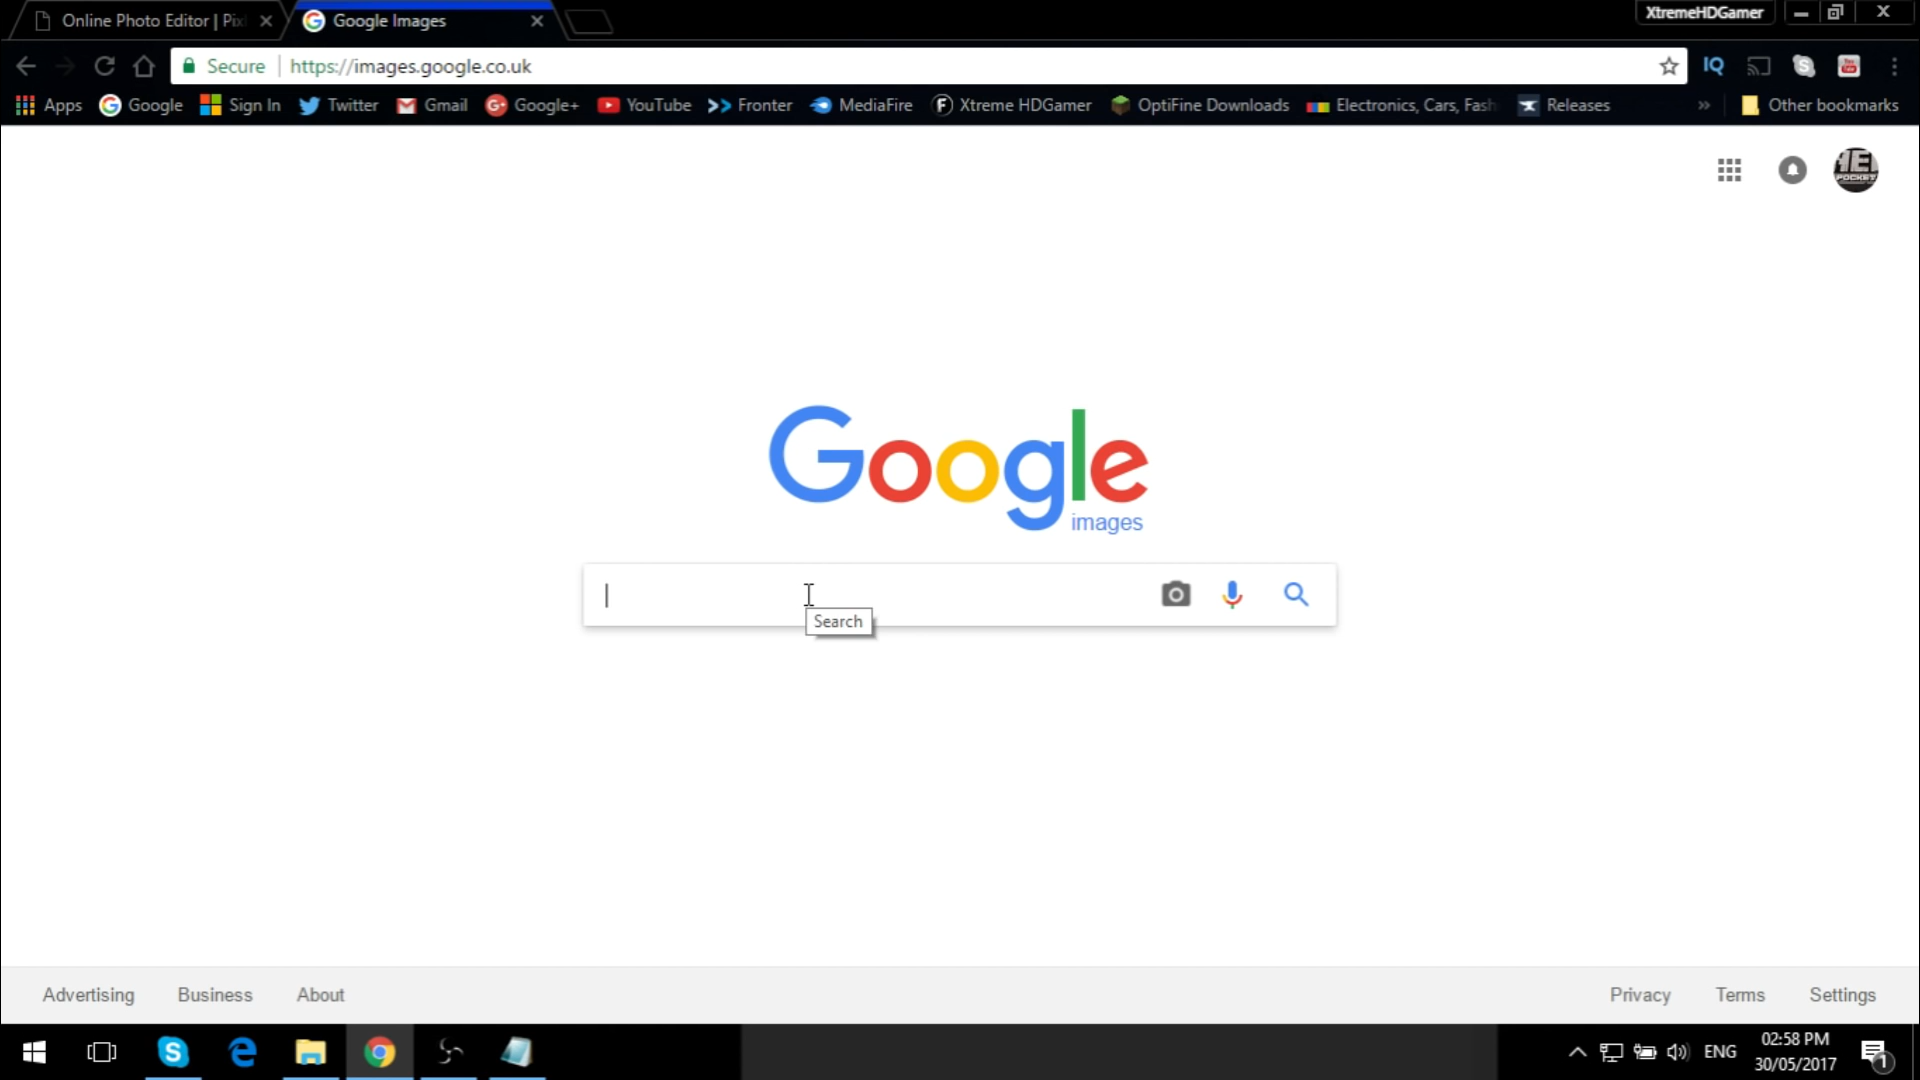 Online Photo Editor | Pix
Google Images
XtremeHDGamer
Secure
https://images.google.co.uk
IQ
Apps
Google
Sign In
Twitter
Gmail
Google+
YouTube
Fronter
MediaFire
Xtreme HDGamer
OptiFine Downloads
Electronics, Cars, Fash
Releases
Other bookmarks
Google
images
Search
Advertising
Business
About
Privacy
Terms
Settings
ENG
02:58 PM
30/05/2017
1